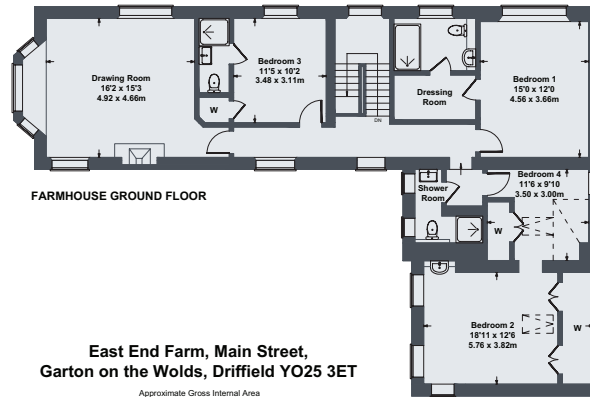 Drawing Room
16'2 x 15'3
4.92 x 4.66m
Bedroom 3
11'5 x 10'2
3.48 x 3.11m
W
DN
Dressing
Room
Bedroom 1
15'0 x 12'0
4.56 x 3.66m
FARMHOUSE GROUND FLOOR
Shower
Room
Bedroom 4
11'6 x 9'10
3.50 x 3.00m
W
Bedroom 2
18'11 x 12'6
5.76 x 3.82m
W
East End Farm, Main Street,
Garton on the Wolds, Driffield YO25 3ET
Approximate Gross Internal Area